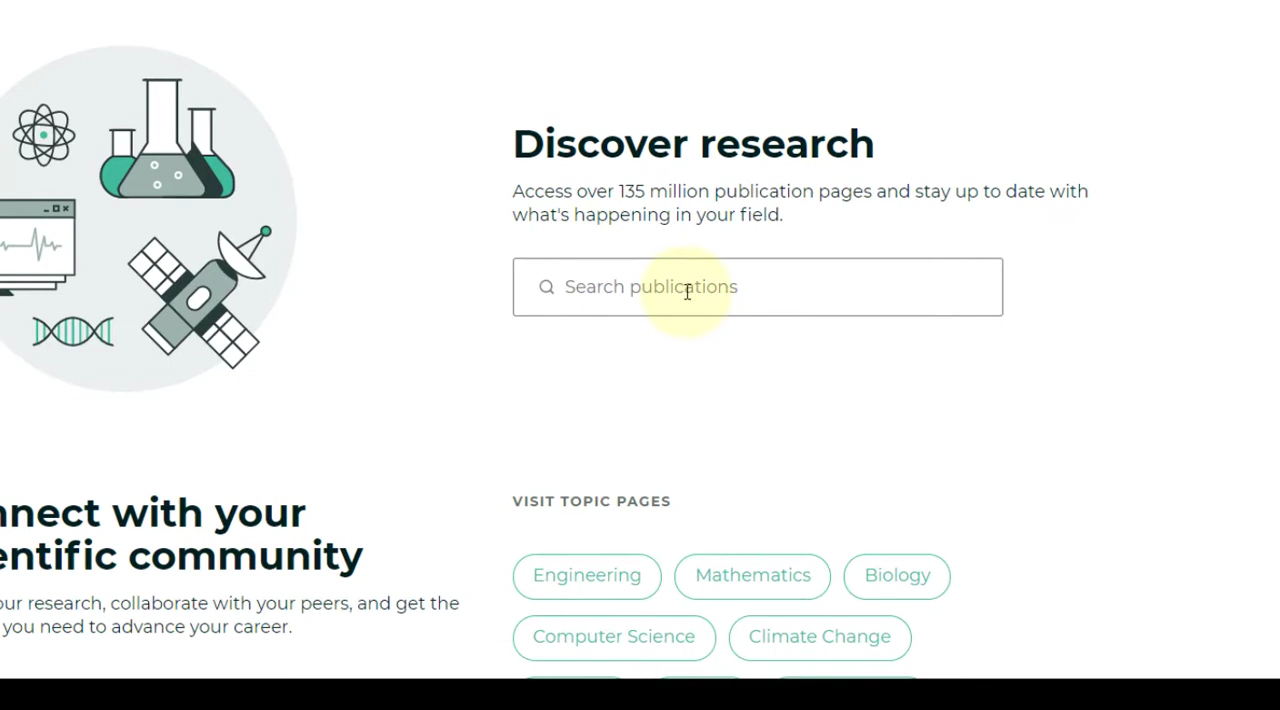 Discover research
Access over 135 million publication pages and stay up to date with
what's happening in your field.
Search publications
nnect with your
entific community
our research, collaborate with your peers, and get the
you need to advance your career.
VISIT TOPIC PAGES
Engineering
Mathematics
Biology
Computer Science
Climate Change